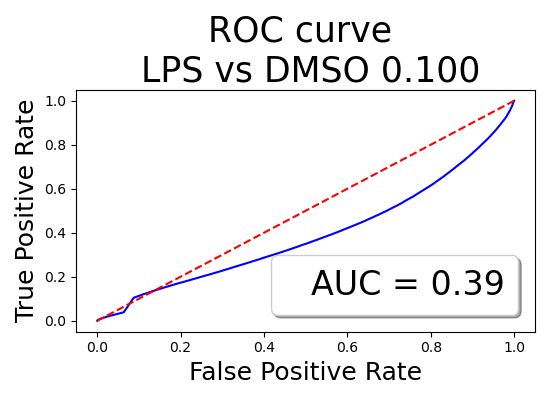 ROC curve
LPS vs DMSO 0.100
True Positive Rate
1.0
0.8
0.6
0.4
0.2
0.0
AUC = 0.39
0.0 0.2 0.4 0.6 0.8 1.0
False Positive Rate